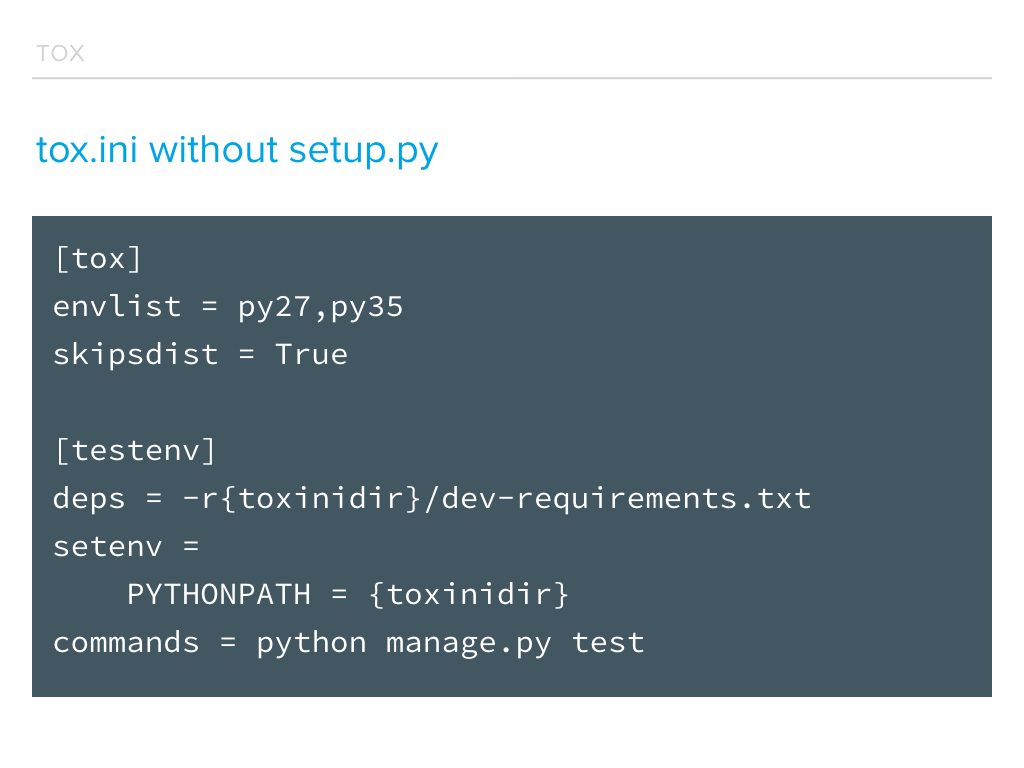 TOX
tox.ini without setup.py
[tox]
envlist = py27,py35
skipsdist = True
[testenv]
deps = -r{toxinidir}/dev-requirements.txt
setenv =
    PYTHONPATH = {toxinidir}
commands = python manage.py test